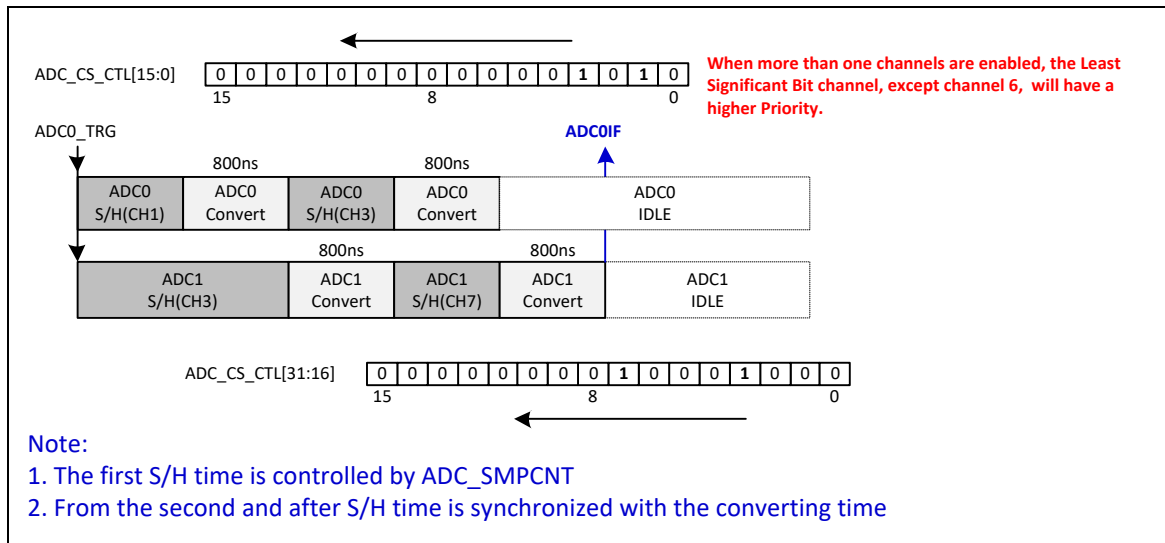 ADC_CS_CTL[15:0] 0 0 0 0 0 0 0 0 0 0 0 0 1 0 1 0
15 8 0
When more than one channels are enabled, the Least
Significant Bit channel, except channel 6, will have a
higher Priority.
ADC0_TRG
ADC0IF
800ns 800ns
ADC0 ADC0 ADC0 ADC0 ADC0
S/H(CH1) Convert S/H(CH3) Convert IDLE
800ns 800ns
ADC1 ADC1 ADC1 ADC1 ADC1
S/H(CH3) Convert S/H(CH7) Convert IDLE
ADC_CS_CTL[31:16] 0 0 0 0 0 0 0 0 1 0 0 0 1 0 0 0
15 8 0
Note:
1. The first S/H time is controlled by ADC_SMPCNT
2. From the second and after S/H time is synchronized with the converting time